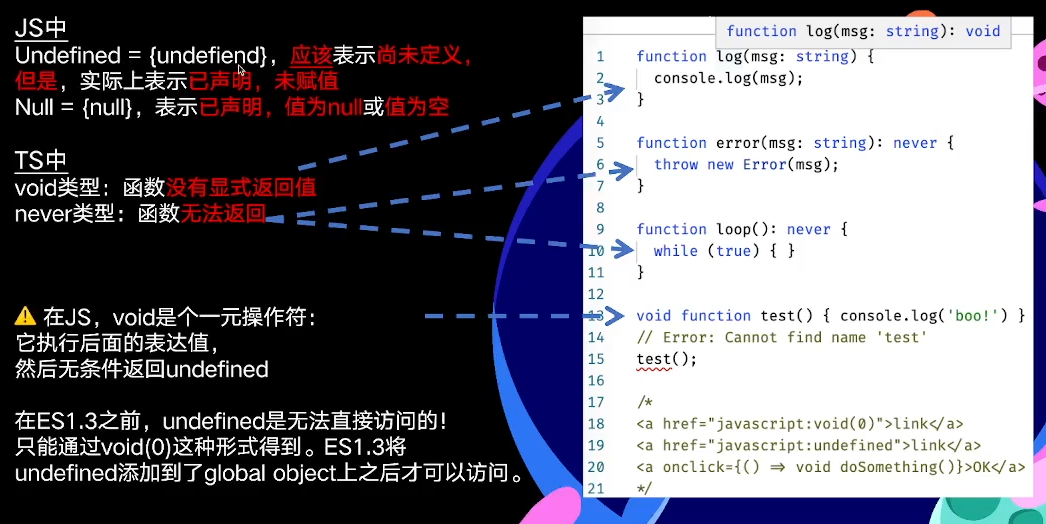 JS中
Undefined = {undefiend}，应该表示尚未定义，
但是，实际上表示已声明，未赋值
Null = {null}，表示已声明，值为null或值为空
TS中
void类型：函数没有显式返回值
never类型：函数无法返回
⚠️ 在JS，void是个一元操作符：
它执行后面的表达值，
然后无条件返回undefined
在ES1.3之前，undefined是无法直接访问的！
只能通过void(0)这种形式得到。ES1.3将
undefined添加到了global object上之后才可以访问。
function log(msg: string): void
1 function log(msg: string) {
2 console.log(msg);
3 }
4
5 function error(msg: string): never {
6 throw new Error(msg);
7 }
8
9 function loop(): never {
10 while (true) { }
11 }
12
13 void function test() { console.log('boo!') }
14 // Error: Cannot find name 'test'
15 test();
16
17 /*
18 <a href="javascript:void(0)">link</a>
19 <a href="javascript:undefined">link</a>
20 <a onclick={() => void doSomething()}>OK</a>
21 */